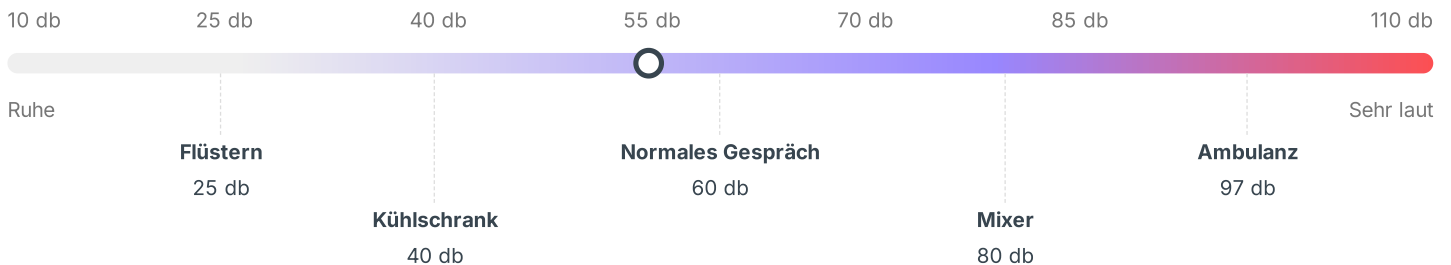 10 db 25 db 40 db 55 db 70 db 85 db 110 db
Ruhe Sehr laut
Flüstern Normales Gespräch Ambulanz
25 db 60 db 97 db
Kühlschrank Mixer
40 db 80 db